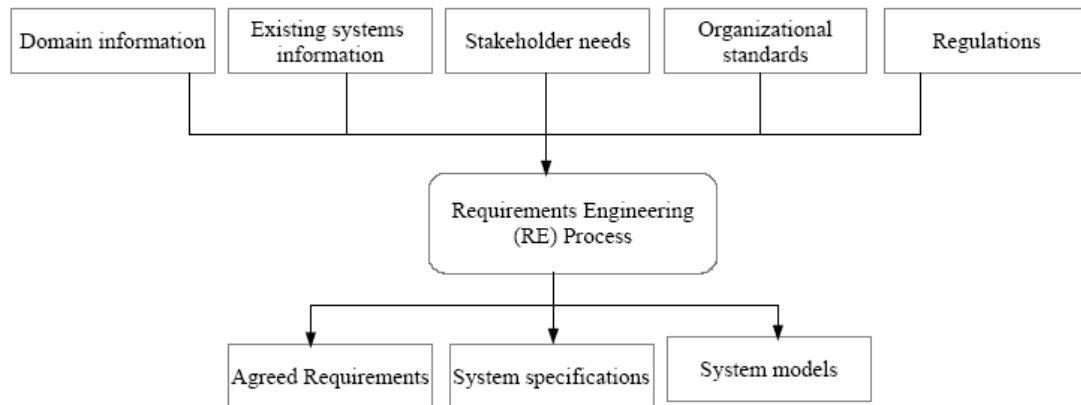 Domain information
Existing systems
information
Stakeholder needs
Organizational
standards
Regulations
Requirements Engineering
(RE) Process
Agreed Requirements
System specifications
System models